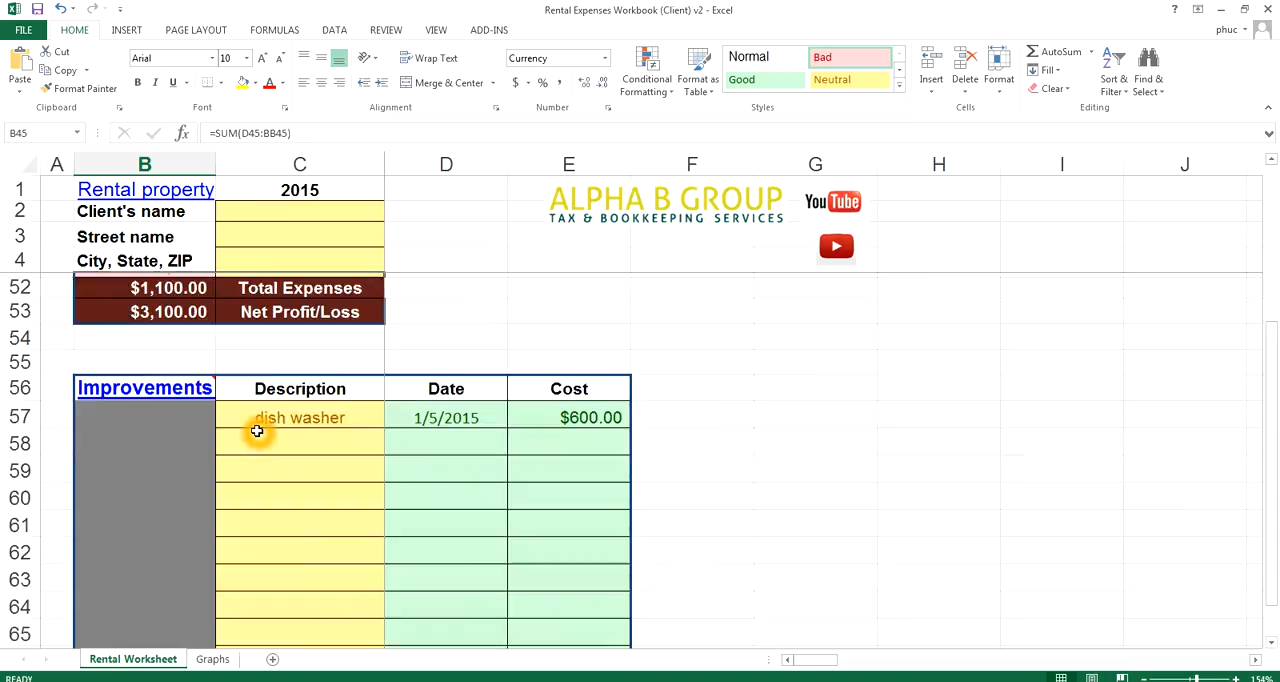 Rental Expenses Workbook (Client) v2 - Excel
FILE HOME INSERT PAGE LAYOUT FORMULAS DATA REVIEW VIEW ADD-INS phuc
Paste Cut Copy Format Painter
Clipboard
Arial 10
B I U A
Font
Wrap Text
Merge & Center
Alignment
Currency
$ % ,
Number
Conditional Formatting
Format as Table
Normal Bad
Good Neutral
Styles
Insert Delete Format
Cells
AutoSum
Fill
Clear
Sort & Filter
Find & Select
Editing
B45 fx =SUM(D45:BB45)
A B C D E F G H I J
1 Rental property 2015
2 Client's name
3 Street name
4 City, State, ZIP
ALPHA B GROUP
TAX & BOOKKEEPING SERVICES
YouTube
52 $1,100.00 Total Expenses
53 $3,100.00 Net Profit/Loss
54
55
56 Improvements Description Date Cost
57 dish washer 1/5/2015 $600.00
58
59
60
61
62
63
64
65
Rental Worksheet Graphs
READY 154%